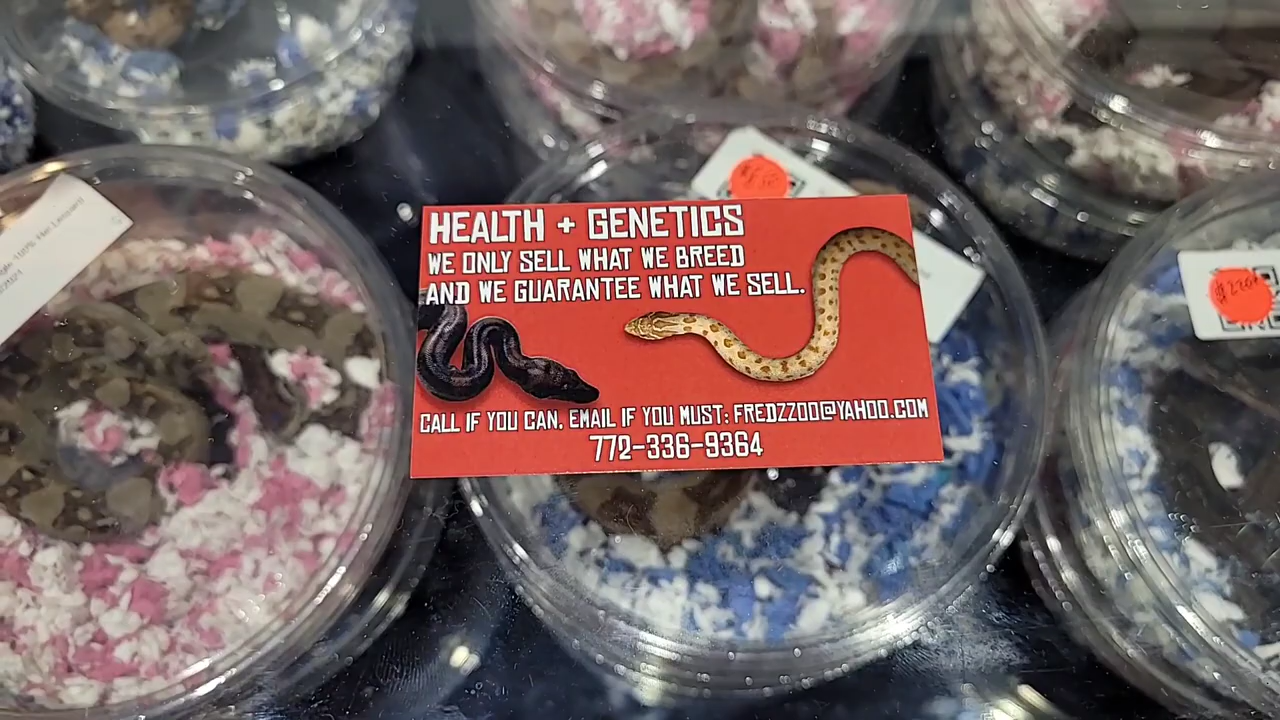 HEALTH + GENETICS
WE ONLY SELL WHAT WE BREED
AND WE GUARANTEE WHAT WE SELL.
CALL IF YOU CAN. EMAIL IF YOU MUST: FREDZZOO@YAHOO.COM
772-336-9364